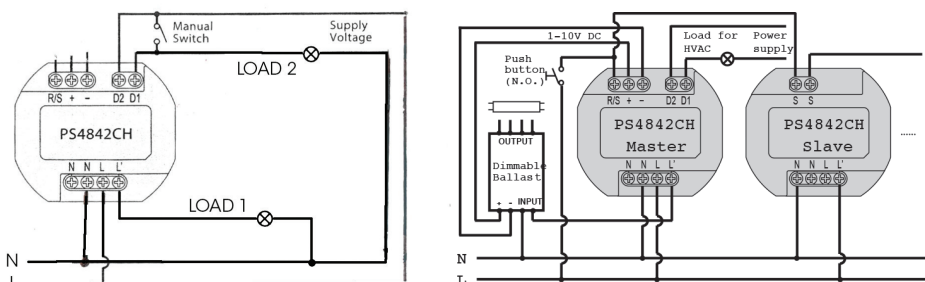 Manual
Switch
Supply
Voltage
LOAD 2
R/S + - D2 D1
PS4842CH
N N L L'
LOAD 1
N
L
1-10V DC
Push
button
(N.O.)
Load for
HVAC
Power
supply
R/S + - D2 D1
S S
PS4842CH
Master
PS4842CH
Slave
......
OUTPUT
Dimmable
Ballast
+ - INPUT
N N L L'
N N L L'
N
L